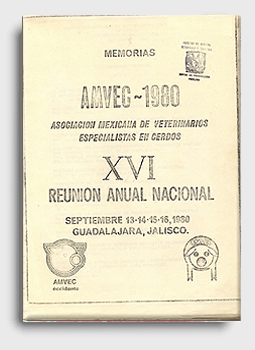 MEMORIAS
AMVEC~1980
ASOCIACION MEXICANA DE VETERINARIOS
ESPECIALISTAS EN CERDOS
XVI
REUNION ANUAL NACIONAL
SEPTIEMBRE 13-14-15-16, 1980
GUADALAJARA, JALISCO.
AMVEC